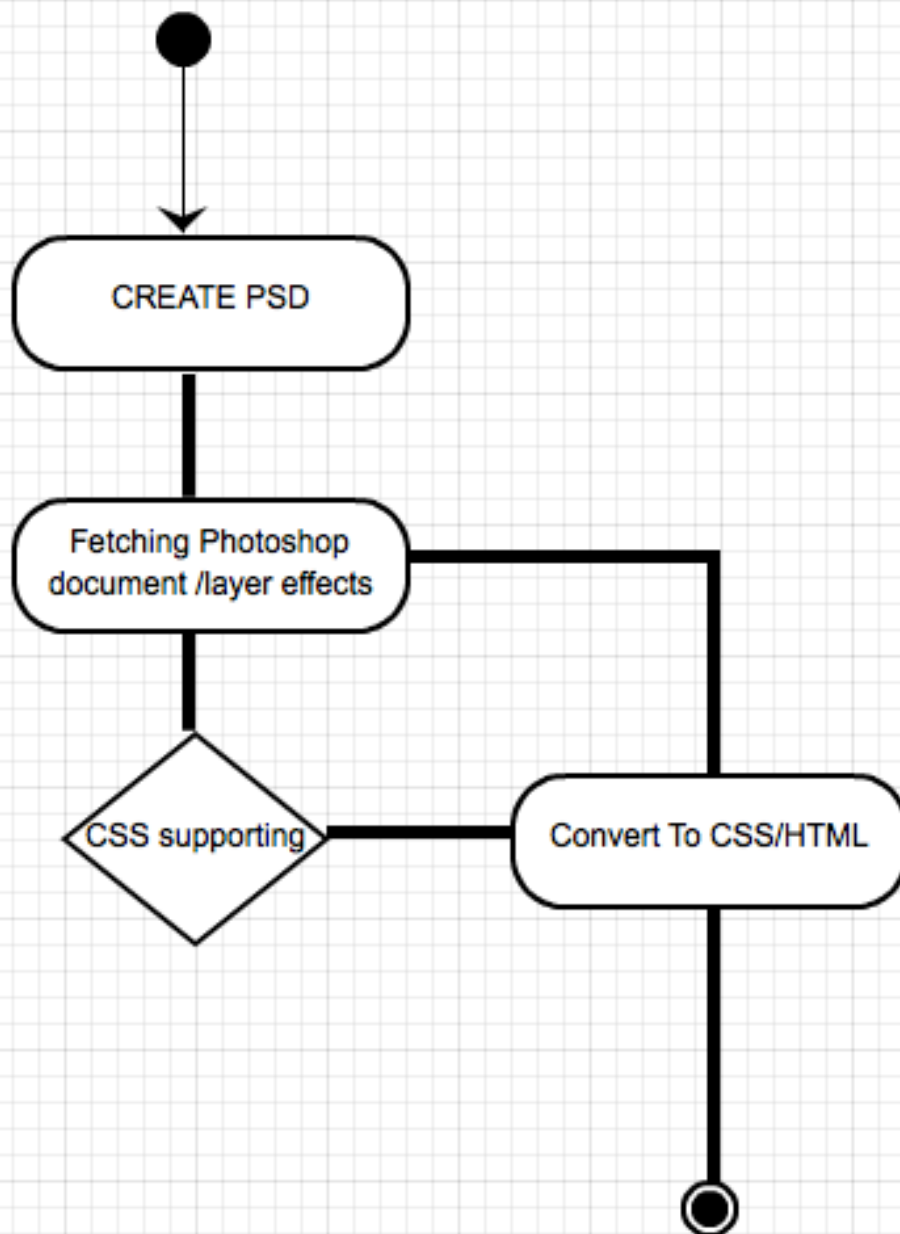 CREATE PSD
Fetching Photoshop
document /layer effects
CSS supporting
Convert To CSS/HTML